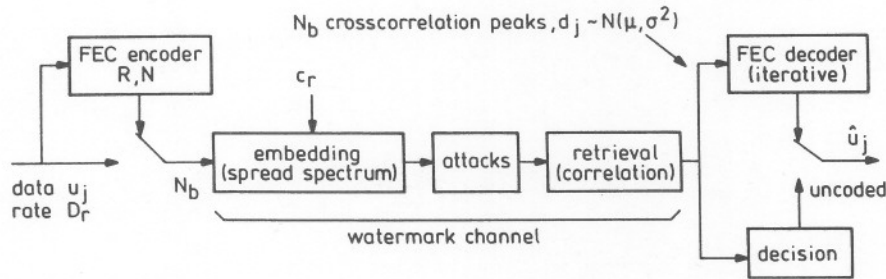 N_b crosscorrelation peaks, d_j ~ N(μ, σ²)
FEC encoder
R, N
FEC decoder
(iterative)
c_r
embedding
(spread spectrum)
attacks
retrieval
(correlation)
û_j
data u_j
rate D_r
N_b
uncoded
watermark channel
decision